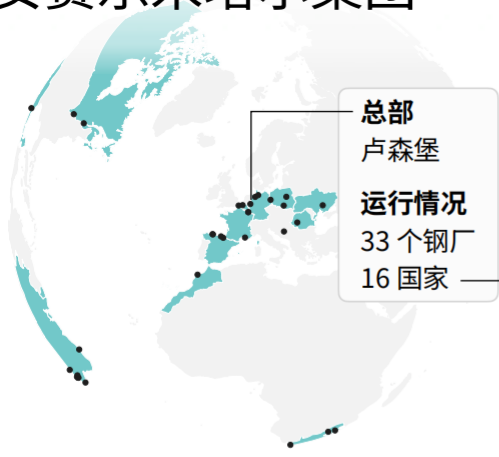 总部
卢森堡
运行情况
33 个钢厂
16 国家